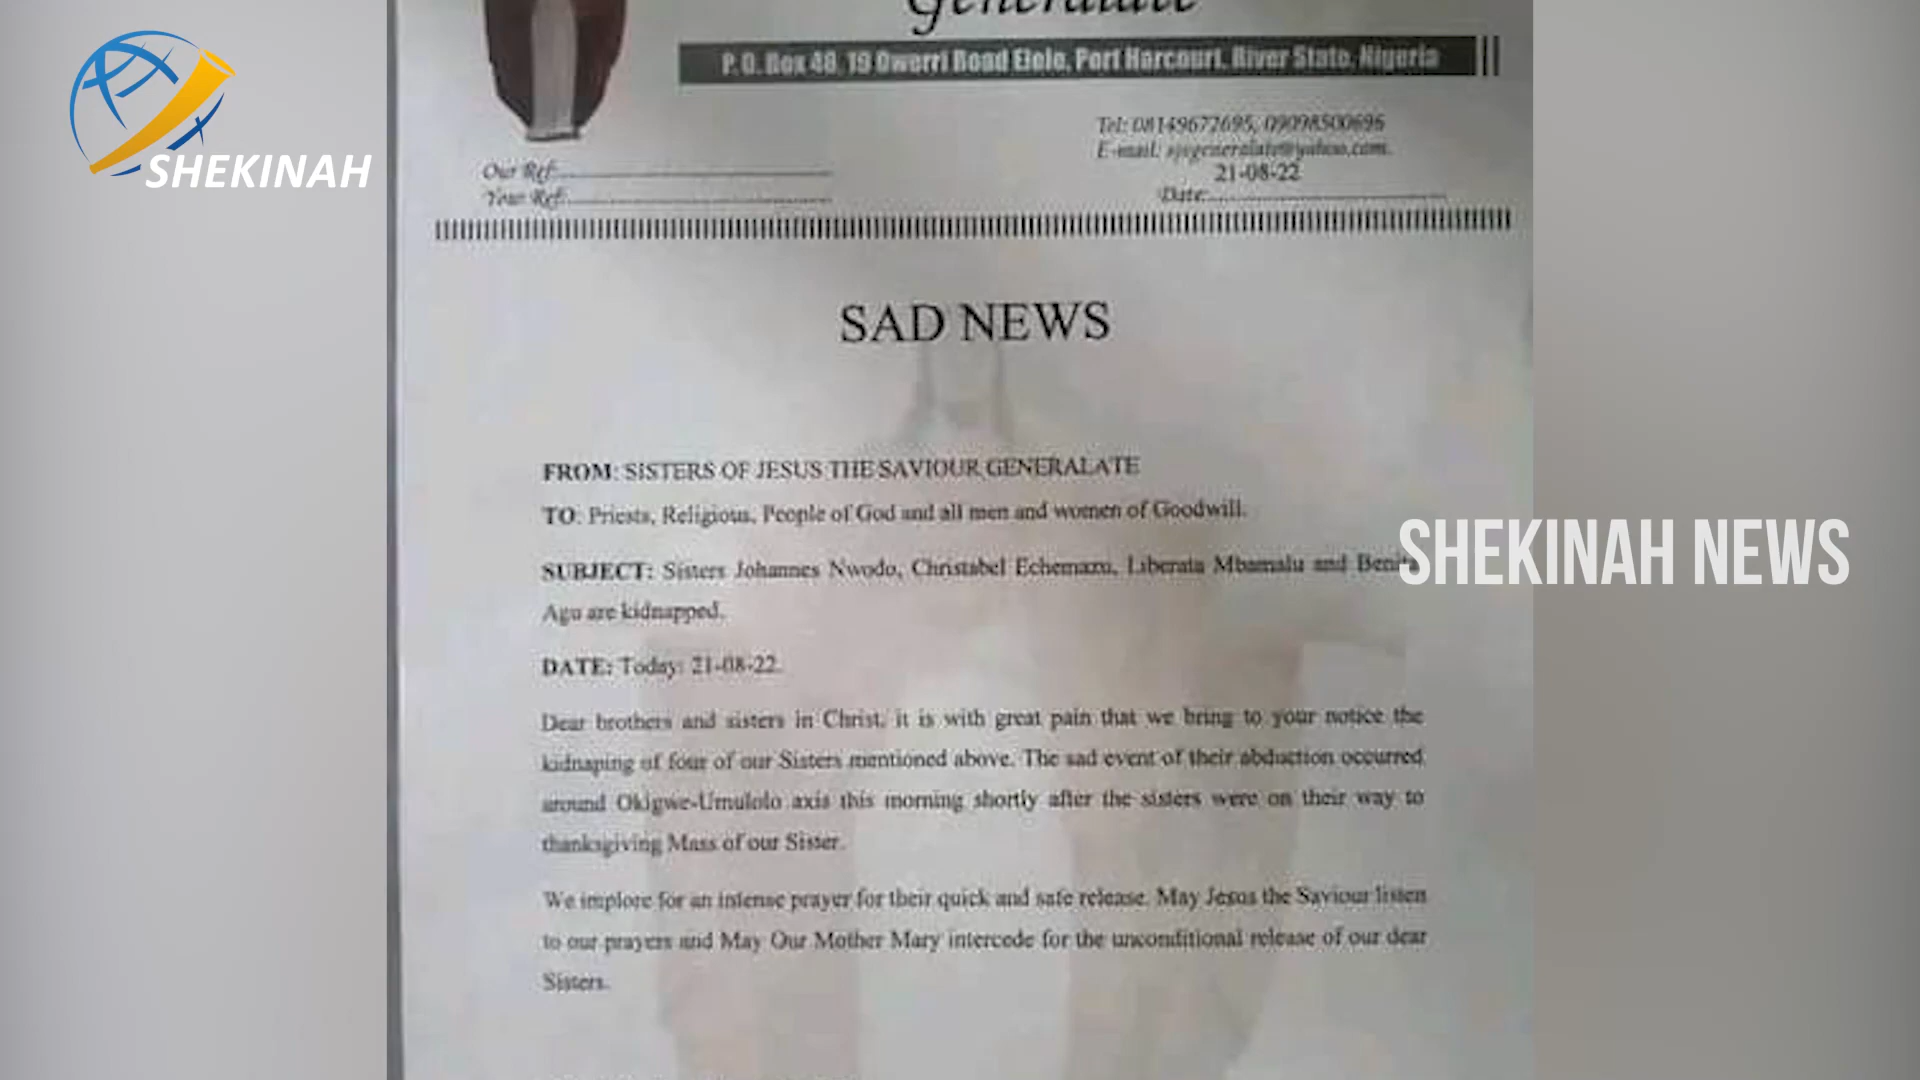 Generalate
P. O. Box 48, 19 Owerri Road Elele, Port Harcourt, River State, Nigeria
SHEKINAH
Tel: 08149677695, 09098500696
E-mail: sjsgeneralate@yahoo.com.
Our Ref:
21-08-22
Your Ref:
Date:
SAD NEWS
FROM: SISTERS OF JESUS THE SAVIOUR GENERALATE
TO: Priests, Religious, People of God and all men and women of Goodwill.
SHEKINAH NEWS
SUBJECT: Sisters Johannes Nwodo, Christabel Echemazu, Liberata Mbamalu and Benita
Agu are kidnapped.
DATE: Today: 21-08-22.
Dear brothers and sisters in Christ, it is with great pain that we bring to your notice the
kidnaping of four of our Sisters mentioned above. The sad event of their abduction occurred
around Okigwe-Umulolo axis this morning shortly after the sisters were on their way to
thanksgiving Mass of our Sister.
We implore for an intense prayer for their quick and safe release. May Jesus the Saviour listen
to our prayers and May Our Mother Mary intercede for the unconditional release of our dear
Sisters.